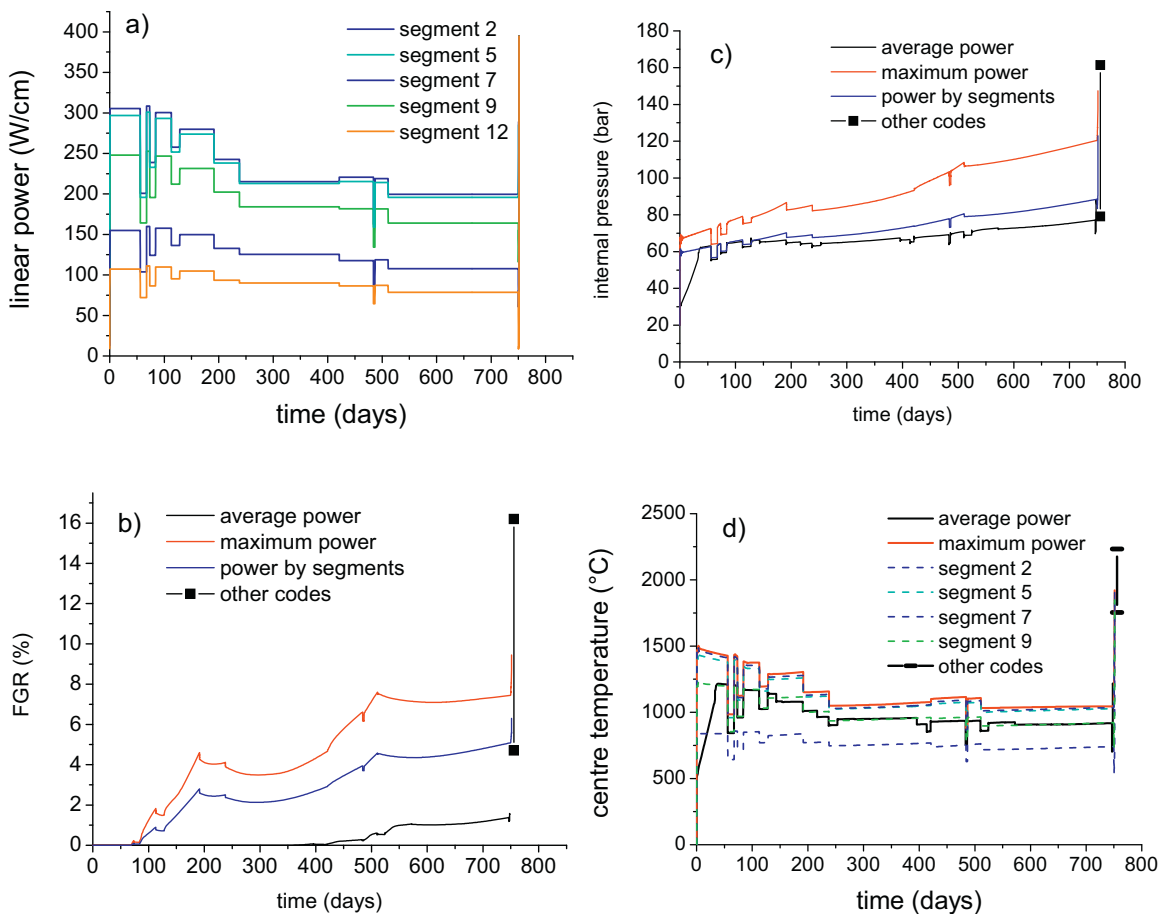 a)
segment 2
segment 5
segment 7
segment 9
segment 12
400
350
300
250
200
150
100
50
0
linear power (W/cm)
0 100 200 300 400 500 600 700 800
time (days)
c)
average power
maximum power
power by segments
other codes
180
160
140
120
100
80
60
40
20
0
internal pressure (bar)
0 100 200 300 400 500 600 700 800
time (days)
b)
average power
maximum power
power by segments
other codes
16
14
12
10
8
6
4
2
0
FGR (%)
0 100 200 300 400 500 600 700 800
time (days)
d)
average power
maximum power
segment 2
segment 5
segment 7
segment 9
other codes
2500
2000
1500
1000
500
0
centre temperature (°C)
0 100 200 300 400 500 600 700 800
time (days)